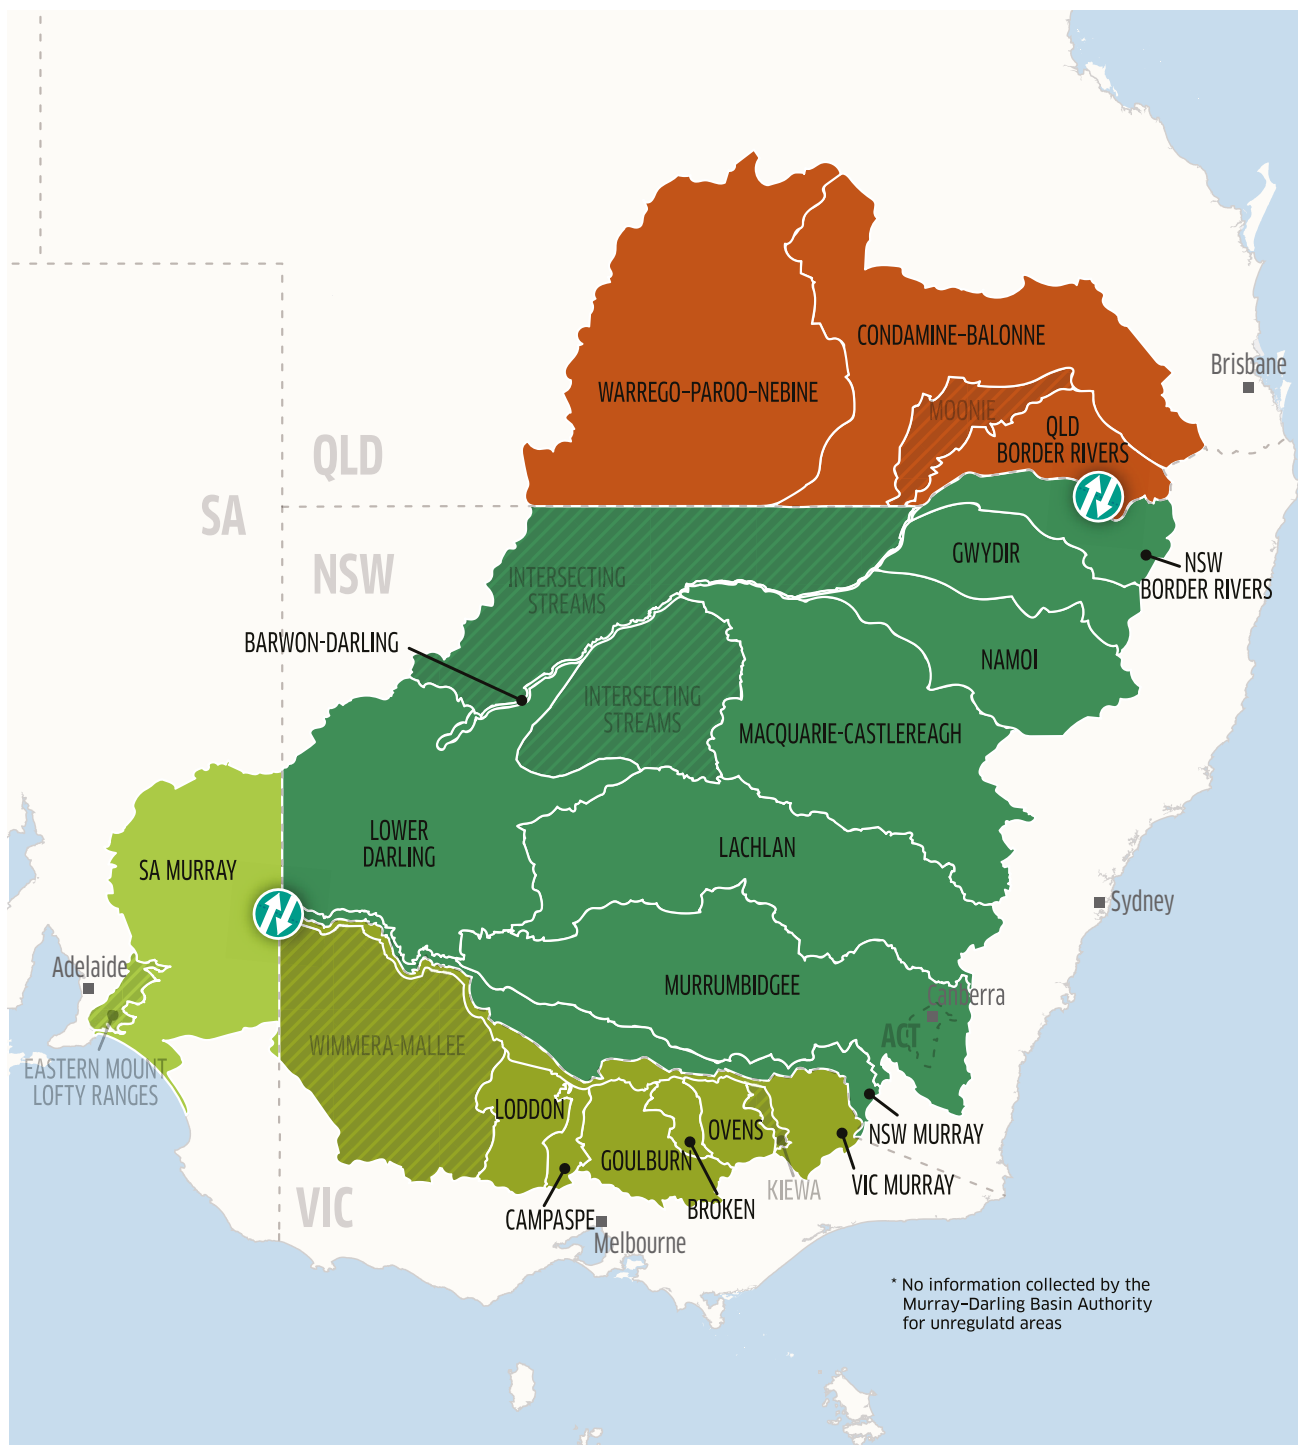 CONDAMINE–BALONNE
Brisbane
WARREGO–PAROO–NEBINE
MOONIE
QLD
BORDER RIVERS
QLD
SA
NSW
GWYDIR
NSW
BORDER RIVERS
INTERSECTING
STREAMS
BARWON-DARLING
NAMOI
INTERSECTING
STREAMS
MACQUARIE-CASTLEREAGH
LOWER
DARLING
LACHLAN
SA MURRAY
Sydney
Adelaide
MURRUMBIDGEE
Canberra
ACT
WIMMERA-MALLEE
EASTERN MOUNT
LOFTY RANGES
LODDON
OVENS
NSW MURRAY
GOULBURN
KIEWA
VIC MURRAY
VIC
CAMPASPE
BROKEN
Melbourne
* No information collected by the
Murray–Darling Basin Authority
for unregulatd areas